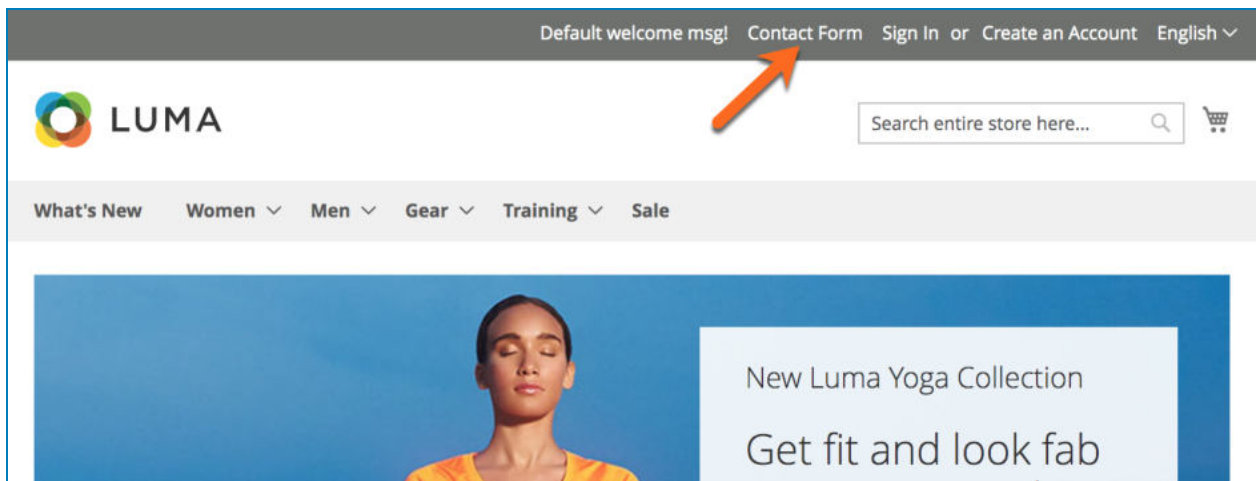 Default welcome msg! Contact Form Sign In or Create an Account English
LUMA
Search entire store here...
What's New Women Men Gear Training Sale
New Luma Yoga Collection
Get fit and look fab